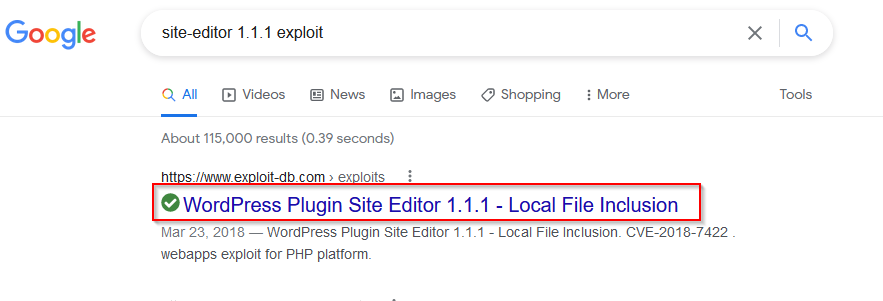 Google
site-editor 1.1.1 exploit
All Videos News Images Shopping More Tools
About 115,000 results (0.39 seconds)
https://www.exploit-db.com › exploits
WordPress Plugin Site Editor 1.1.1 - Local File Inclusion
Mar 23, 2018 — WordPress Plugin Site Editor 1.1.1 - Local File Inclusion. CVE-2018-7422 .
webapps exploit for PHP platform.